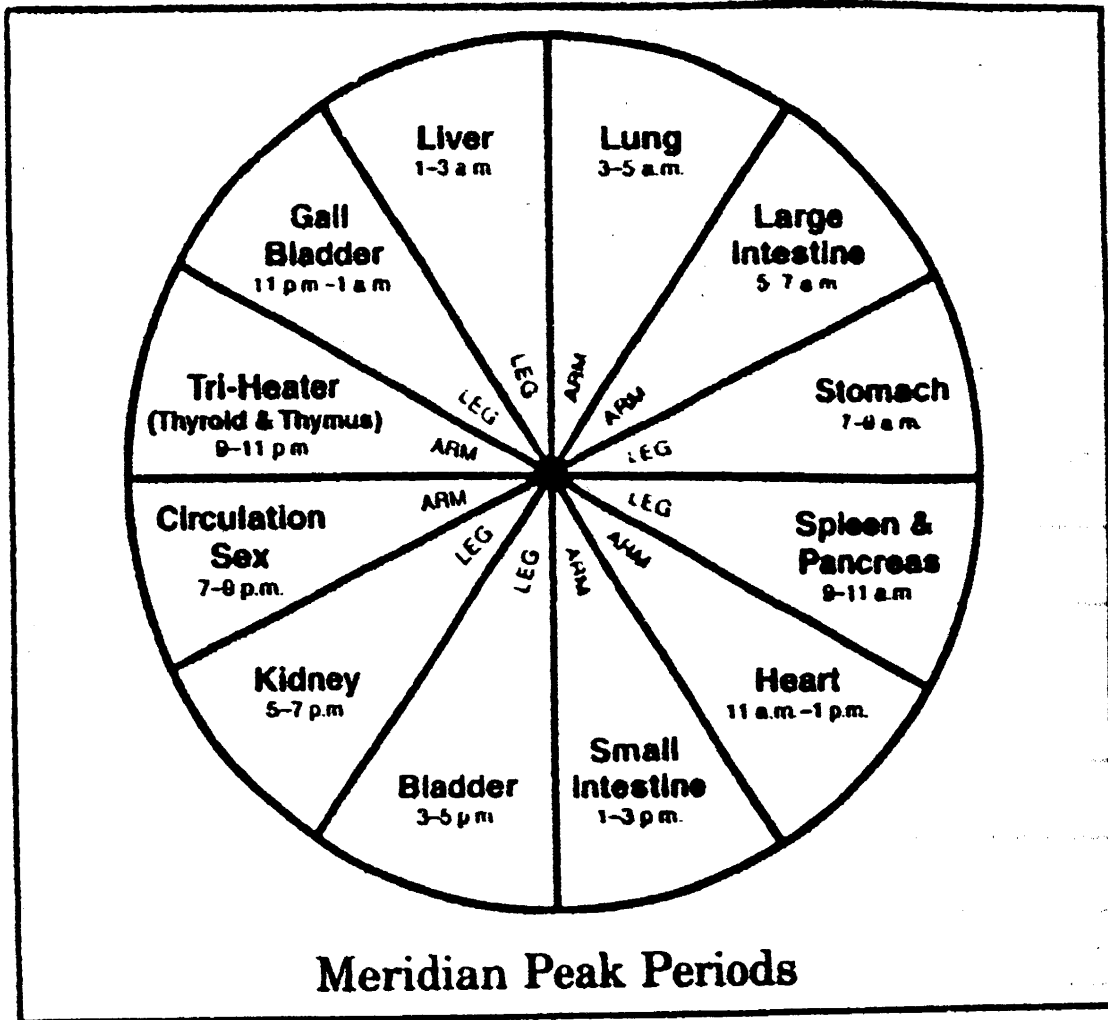 Liver
1-3 a m
Lung
3-5 a.m.
Gall
Bladder
11 pm -1 am
Large
Intestine
5-7 a m
Tri-Heater
(Thyroid & Thymus)
9-11 p m
Stomach
7-9 a m.
LEG
ARM
LEG
ARM
ARM
LEG
ARM
LEG
LEG
LEG
ARM
ARM
Circulation
Sex
7-9 p.m.
Spleen &
Pancreas
9-11 a.m
Kidney
5-7 p.m
Heart
11 a.m.-1 p.m.
Bladder
3-5 p m
Small
Intestine
1-3 p m.
Meridian Peak Periods